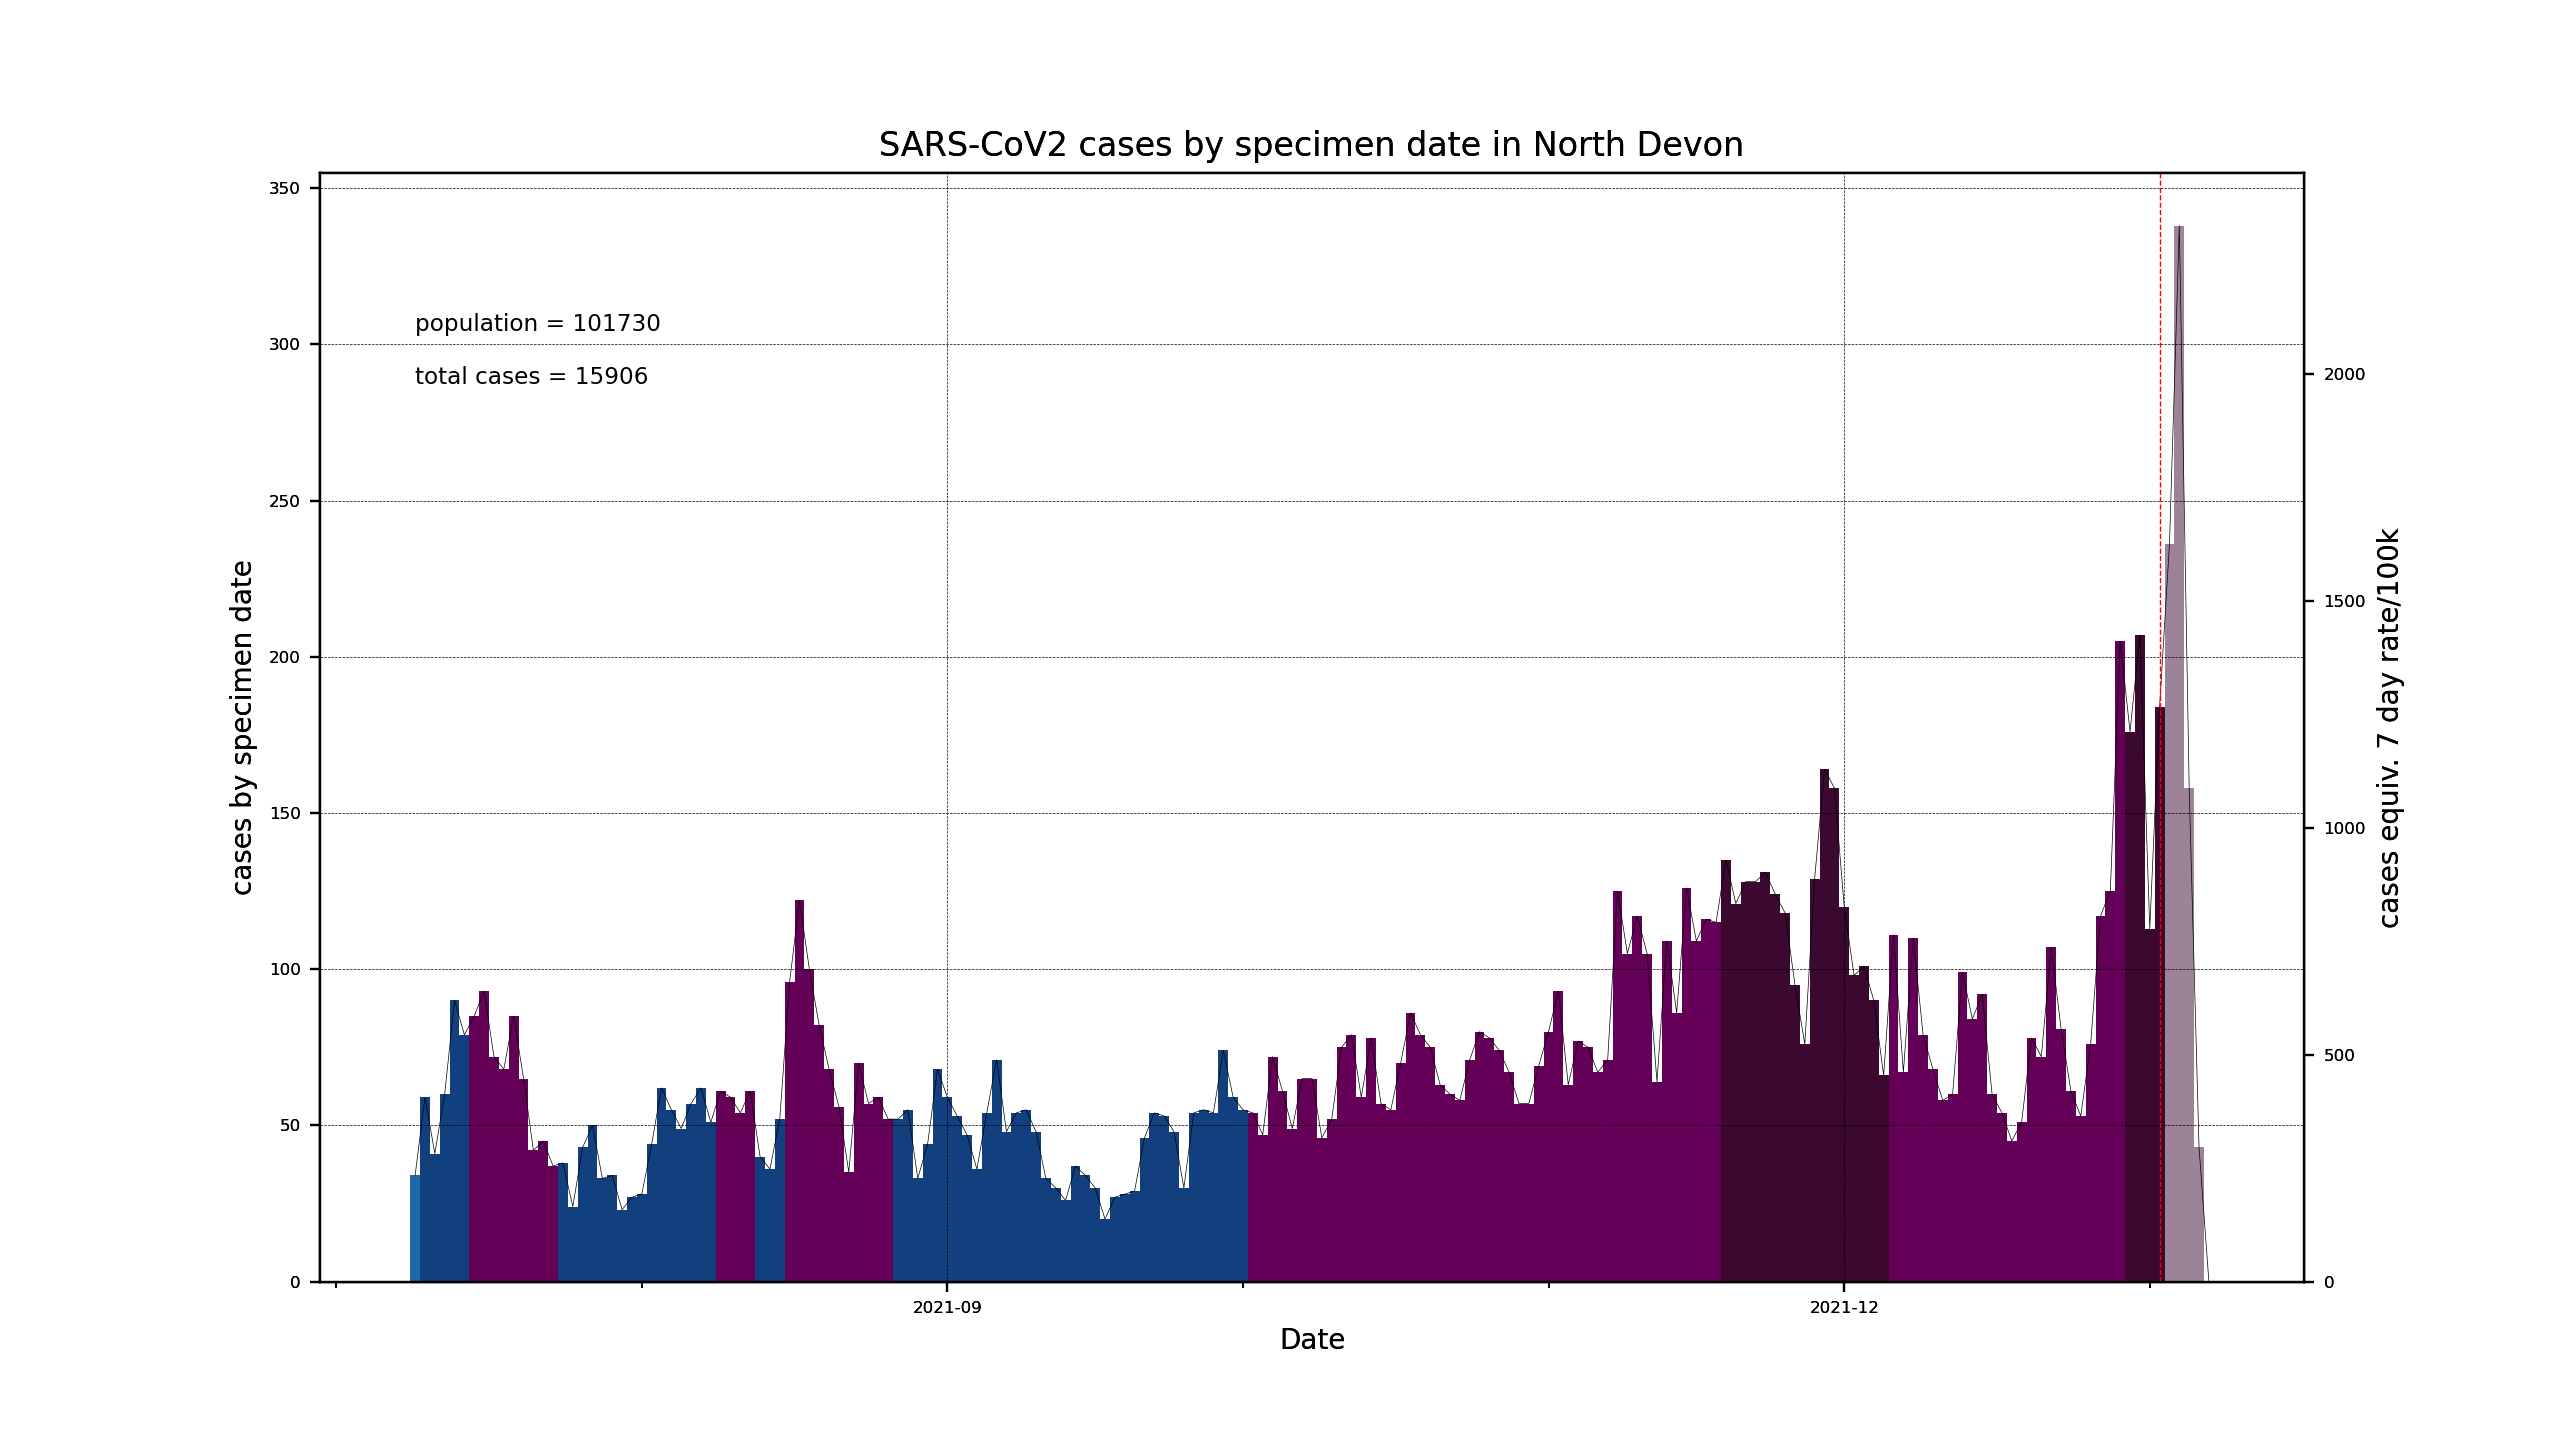 SARS-CoV2 cases by specimen date in North Devon
350
300
250
200
150
100
50
0
cases by specimen date
population = 101730
total cases = 15906
2000
1500
1000
500
0
cases equiv. 7 day rate/100k
2021-09
2021-12
Date